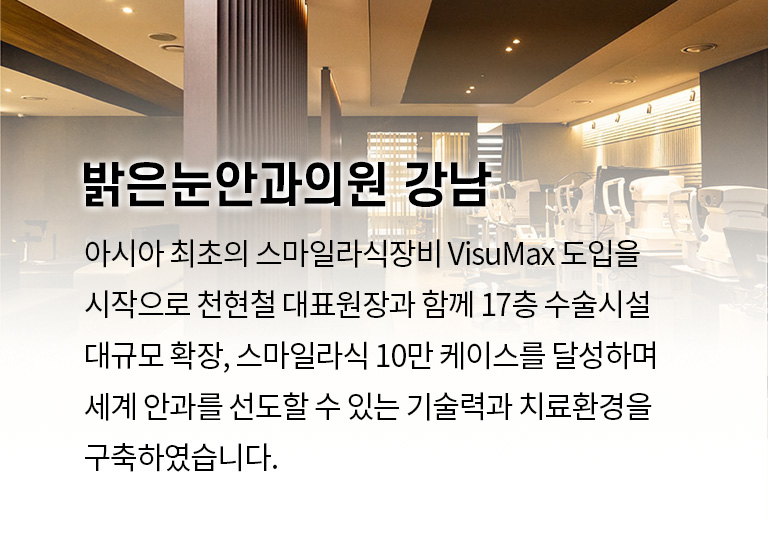 밝은눈안과의원 강남
아시아 최초의 스마일라식장비 VisuMax 도입을
시작으로 천현철 대표원장과 함께 17층 수술시설
대규모 확장, 스마일라식 10만 케이스를 달성하며
세계 안과를 선도할 수 있는 기술력과 치료환경을
구축하였습니다.